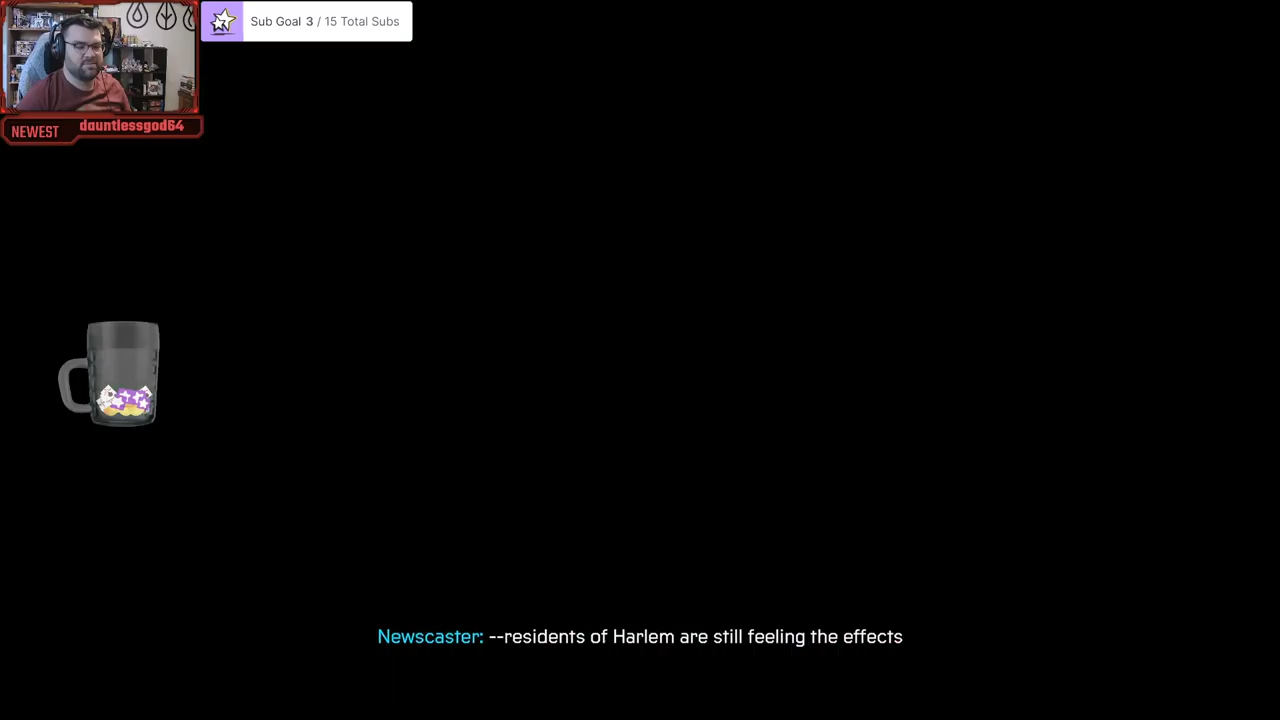 Sub Goal 3 / 15 Total Subs
NEWEST dauntlessgod64
Newscaster: --residents of Harlem are still feeling the effects